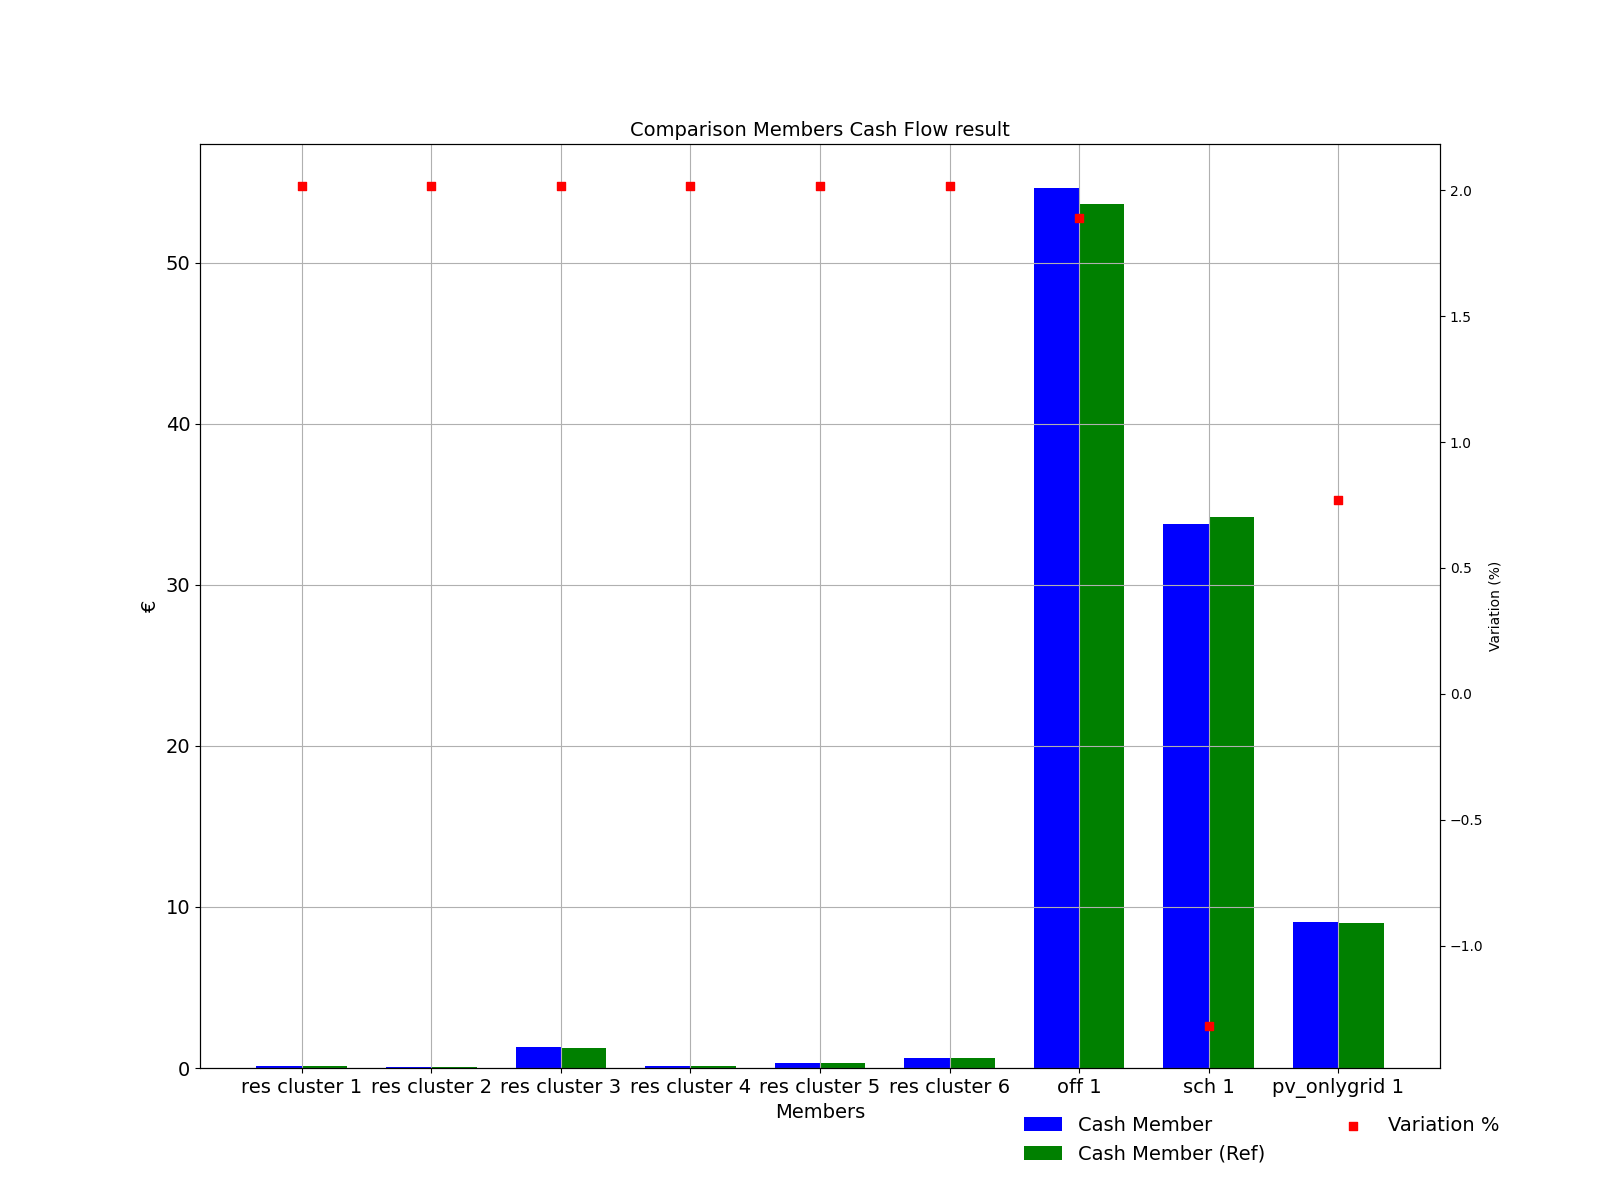 Comparison Members Cash Flow result
50
40
30
20
10
0
€
2.0
1.5
1.0
0.5
0.0
−0.5
−1.0
Variation (%)
res cluster 1 res cluster 2 res cluster 3 res cluster 4 res cluster 5 res cluster 6 off 1 sch 1 pv_onlygrid 1
Members
Cash Member Variation %
Cash Member (Ref)